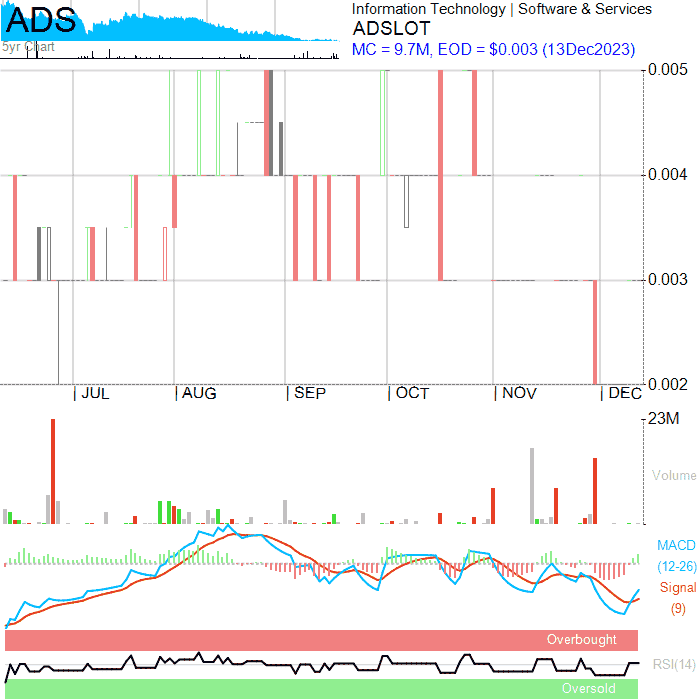 ADS
5yr Chart
Information Technology | Software & Services
ADSLOT
MC = 9.7M, EOD = $0.003 (13Dec2023)
0.005
0.004
0.003
0.002
| JUL | AUG | SEP | OCT | NOV | DEC
23M
Volume
MACD
(12-26)
Signal
(9)
Overbought
RSI(14)
Oversold